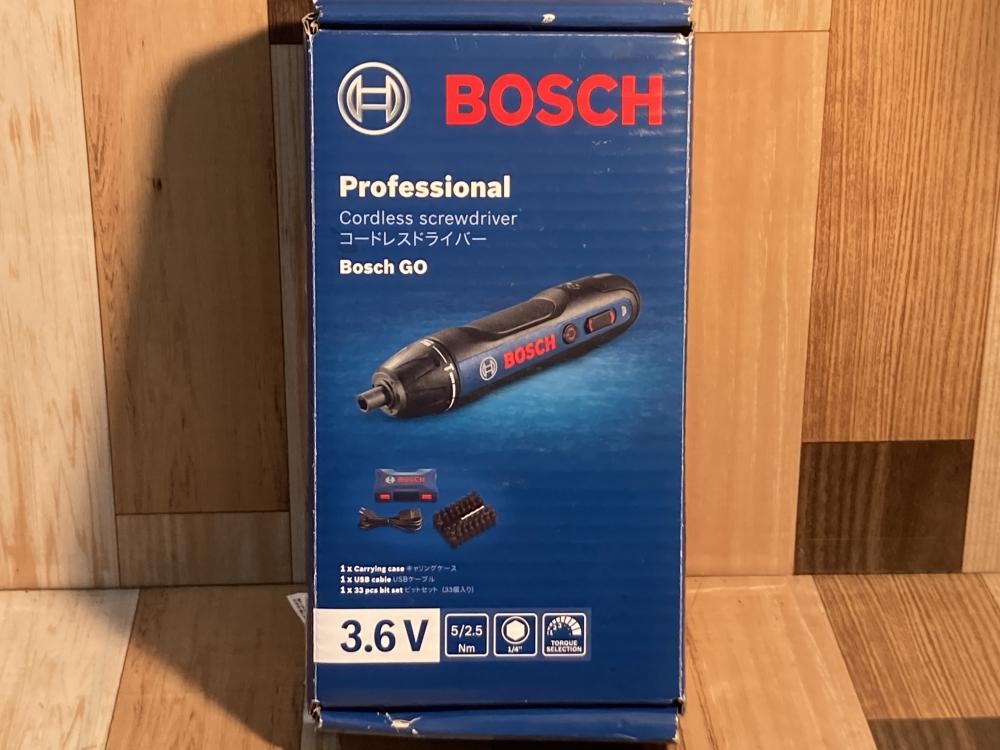 BOSCH
Professional
Cordless screwdriver
コードレスドライバー
Bosch GO
BOSCH
BOSCH
1 x Carrying case キャリングケース
1 x USB cable USBケーブル
1 x 33 pcs bit set ビットセット (33個入り)
3.6 V
5/2.5
Nm
1/4"
TORQUE
SELECTION